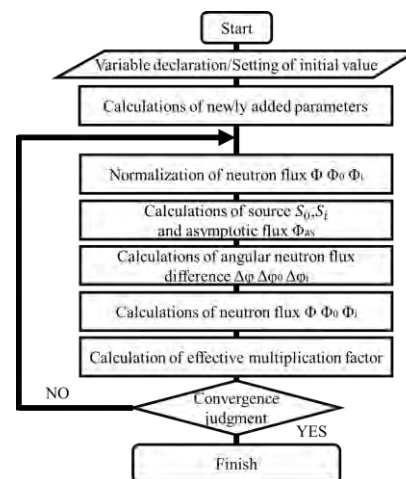 Start
Variable declaration/Setting of initial value
Calculations of newly added parameters
Normalization of neutron flux Φ Φ₀ Φᵢ
Calculations of source S₀,Sᵢ
and asymptotic flux Φas
Calculations of angular neutron flux
difference Δφ Δφ₀ Δφᵢ
Calculations of neutron flux Φ Φ₀ Φᵢ
Calculation of effective multiplication factor
NO
Convergence
judgment
YES
Finish